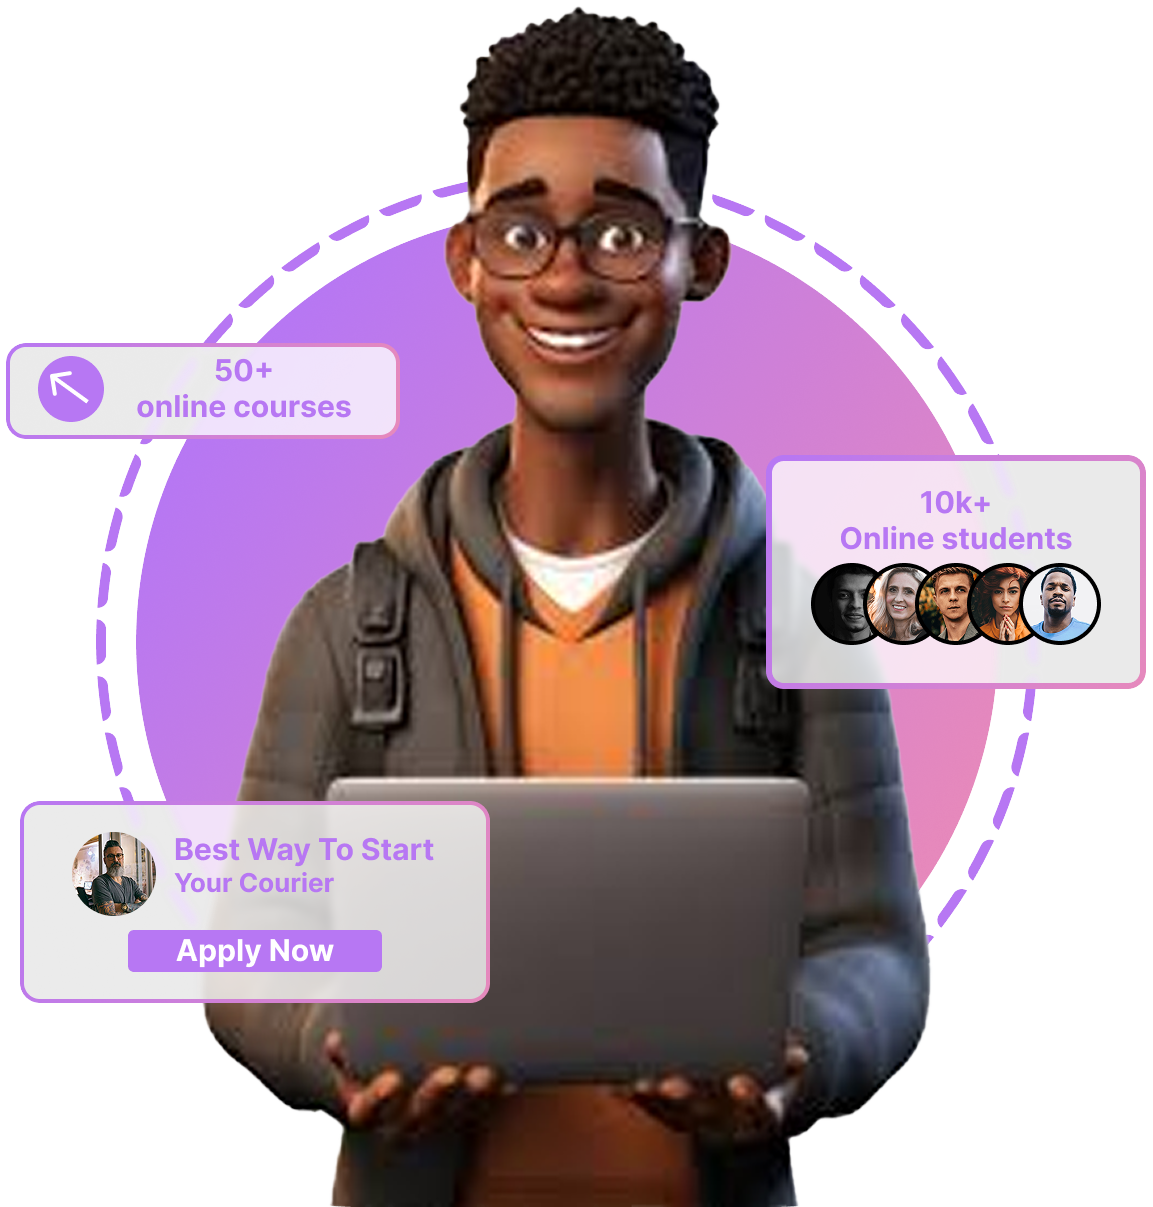 50+
online courses
10k+
Online students
Best Way To Start
Your Courier
Apply Now